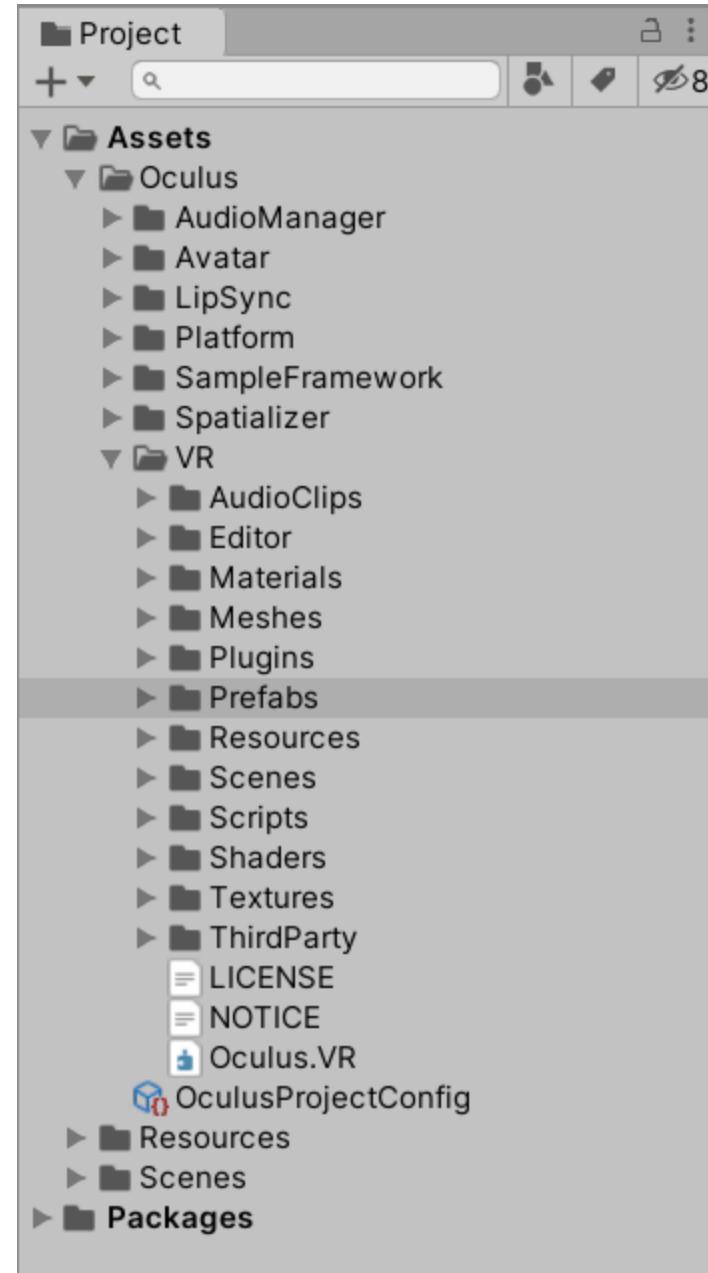 Project
8
Assets
Oculus
AudioManager
Avatar
LipSync
Platform
SampleFramework
Spatializer
VR
AudioClips
Editor
Materials
Meshes
Plugins
Prefabs
Resources
Scenes
Scripts
Shaders
Textures
ThirdParty
LICENSE
NOTICE
Oculus.VR
OculusProjectConfig
Resources
Scenes
Packages